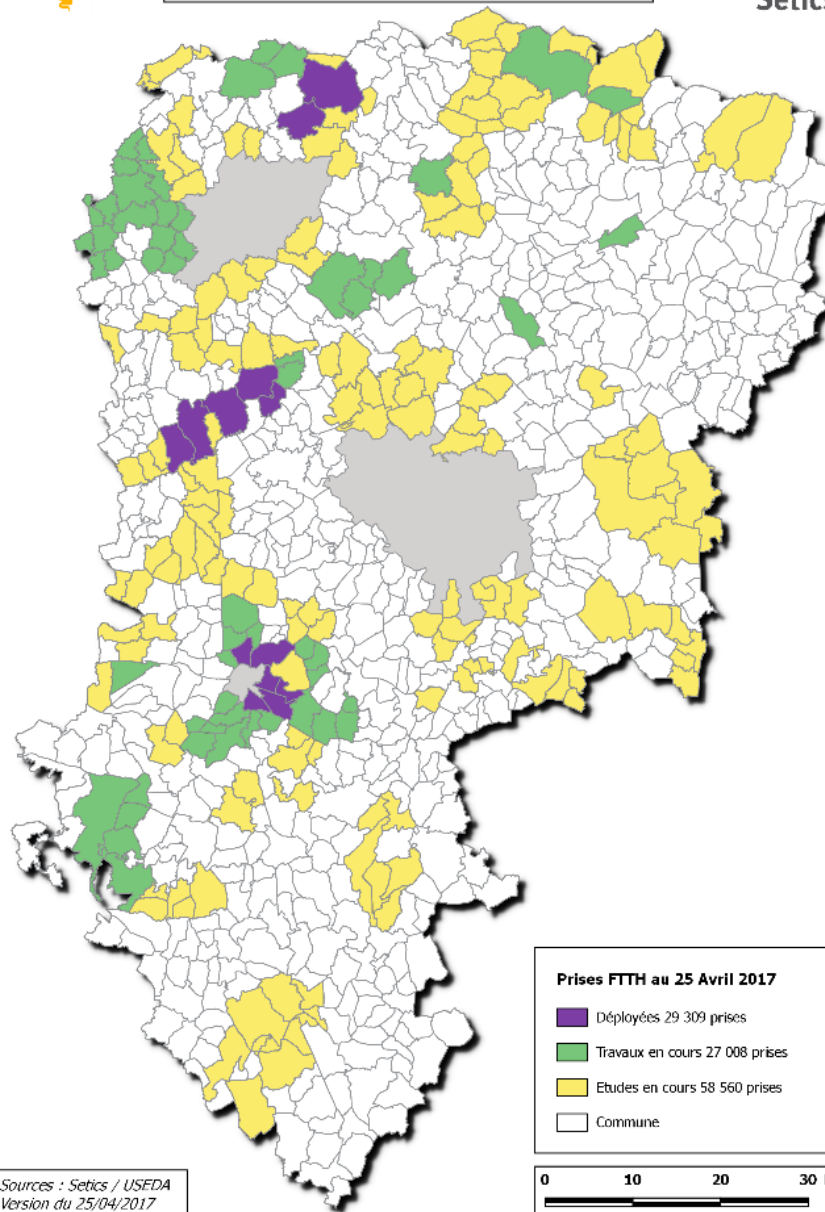 Setics
Prises FTTH au 25 Avril 2017
Déployées 29 309 prises
Travaux en cours 27 008 prises
Etudes en cours 58 560 prises
Commune
Sources : Setics / USEDA
Version du 25/04/2017
0 10 20 30